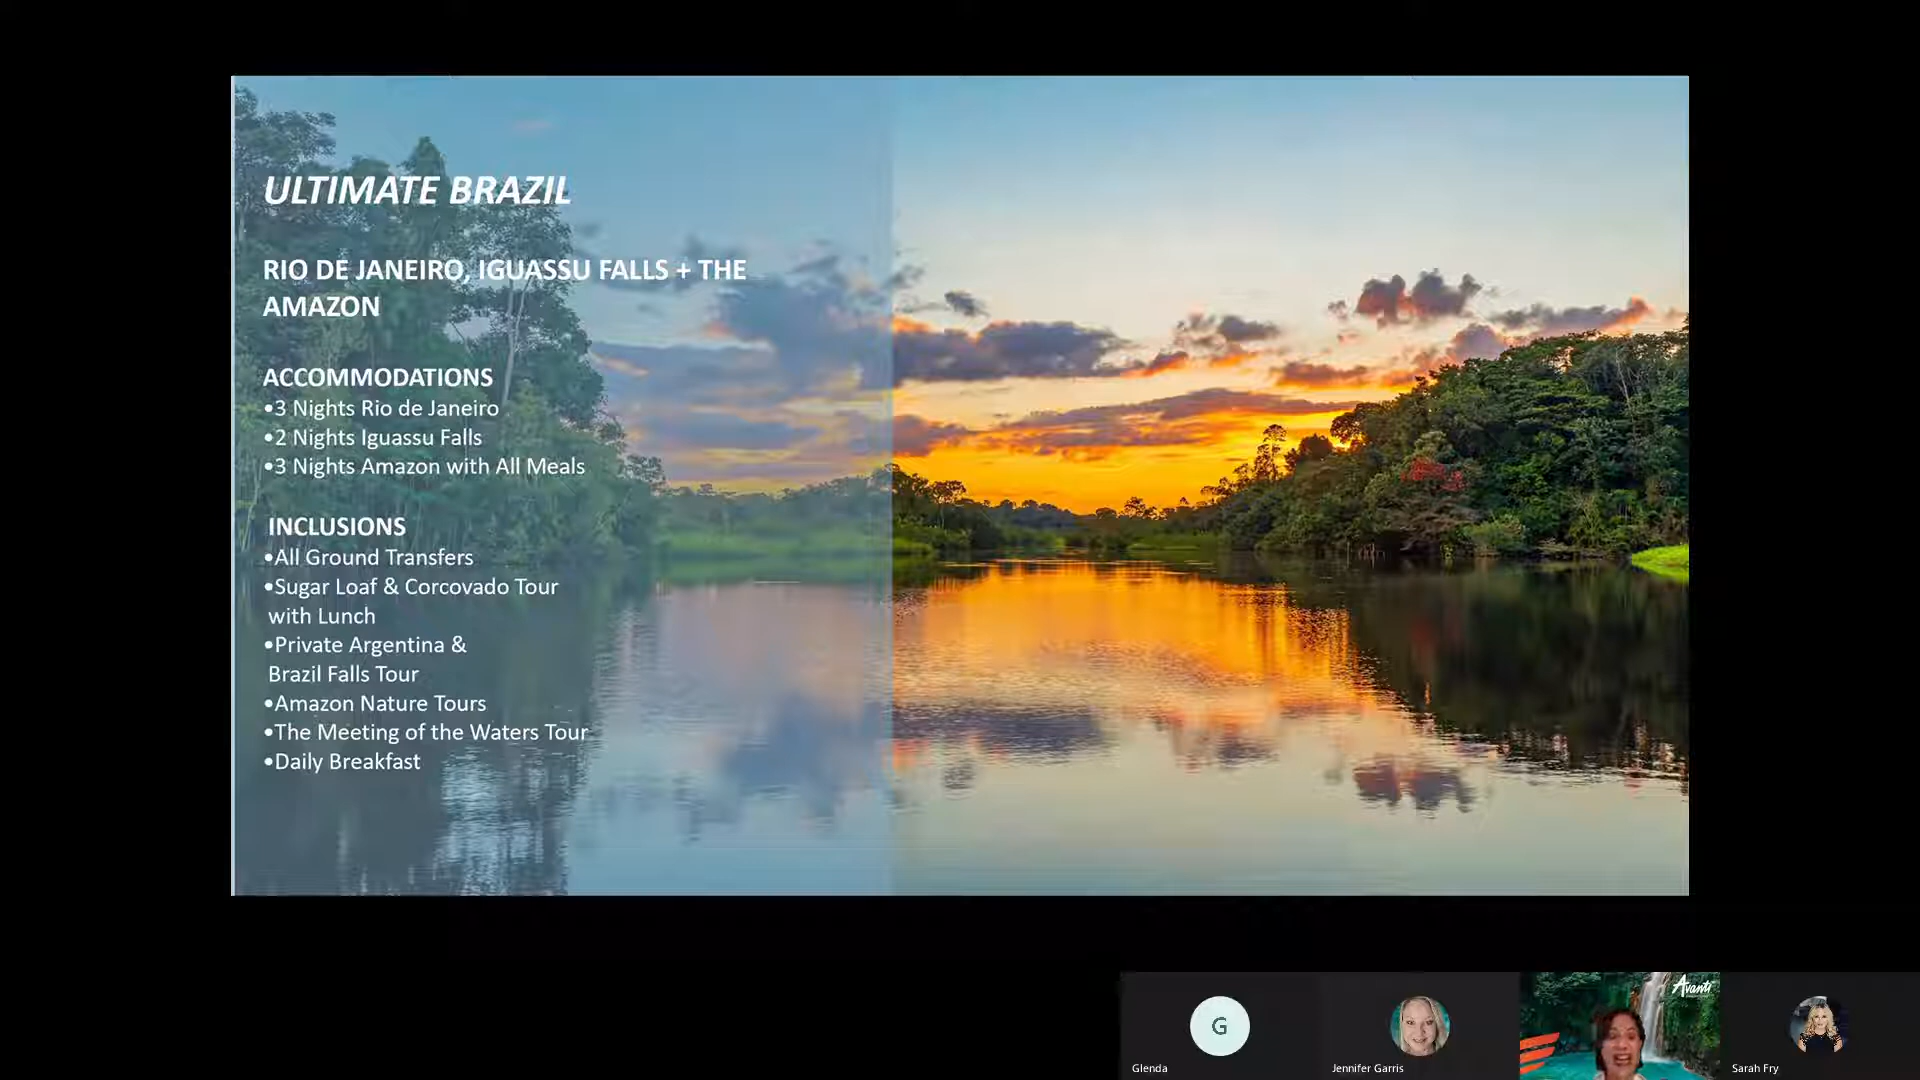 ULTIMATE BRAZIL
RIO DE JANEIRO, IGUASSU FALLS + THE
AMAZON
ACCOMMODATIONS
•3 Nights Rio de Janeiro
•2 Nights Iguassu Falls
•3 Nights Amazon with All Meals
INCLUSIONS
•All Ground Transfers
•Sugar Loaf & Corcovado Tour
with Lunch
•Private Argentina &
Brazil Falls Tour
•Amazon Nature Tours
•The Meeting of the Waters Tour
•Daily Breakfast
Avanti
G
Glenda
Jennifer Garris
Sarah Fry